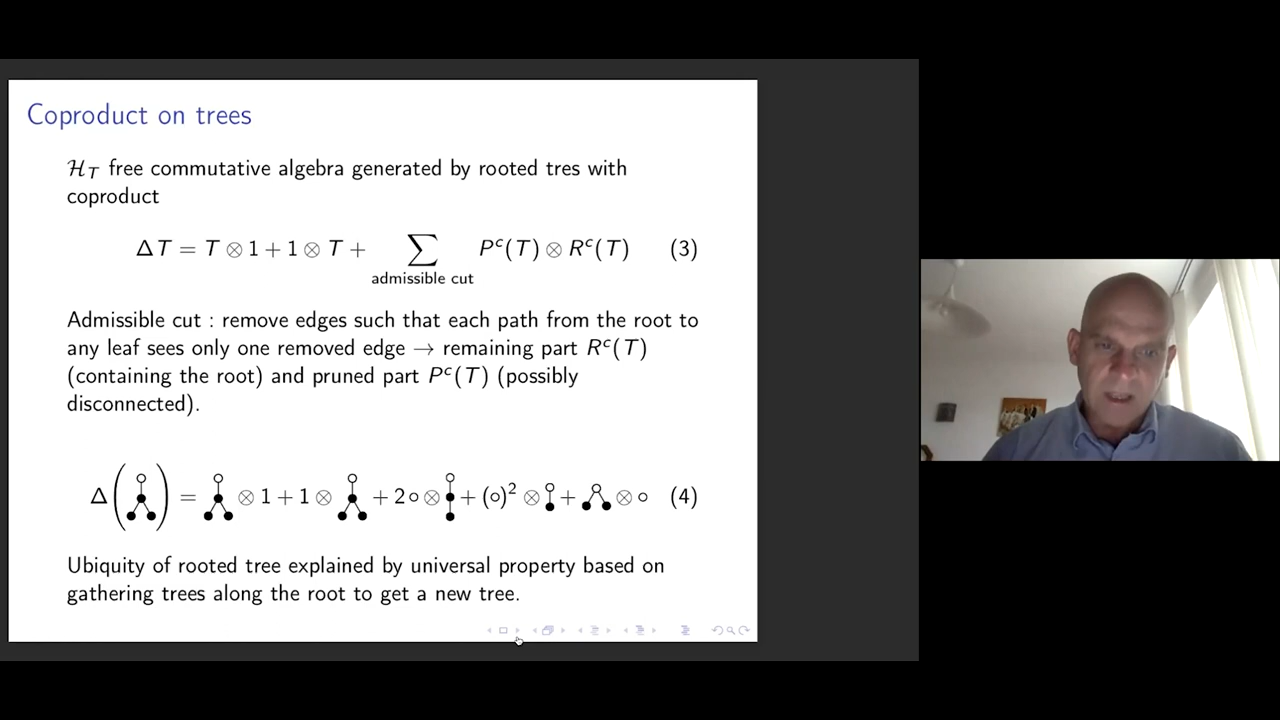 Coproduct on trees
ℋ_T free commutative algebra generated by rooted tres with
coproduct
ΔT = T ⊗ 1 + 1 ⊗ T + ∑ P^c(T) ⊗ R^c(T) (3)
admissible cut
Admissible cut : remove edges such that each path from the root to
any leaf sees only one removed edge → remaining part R^c(T)
(containing the root) and pruned part P^c(T) (possibly
disconnected).
Δ( ) = ⊗ 1 + 1 ⊗ + 2∘ ⊗ + (∘)² ⊗ + ⊗ ∘ (4)
Ubiquity of rooted tree explained by universal property based on
gathering trees along the root to get a new tree.